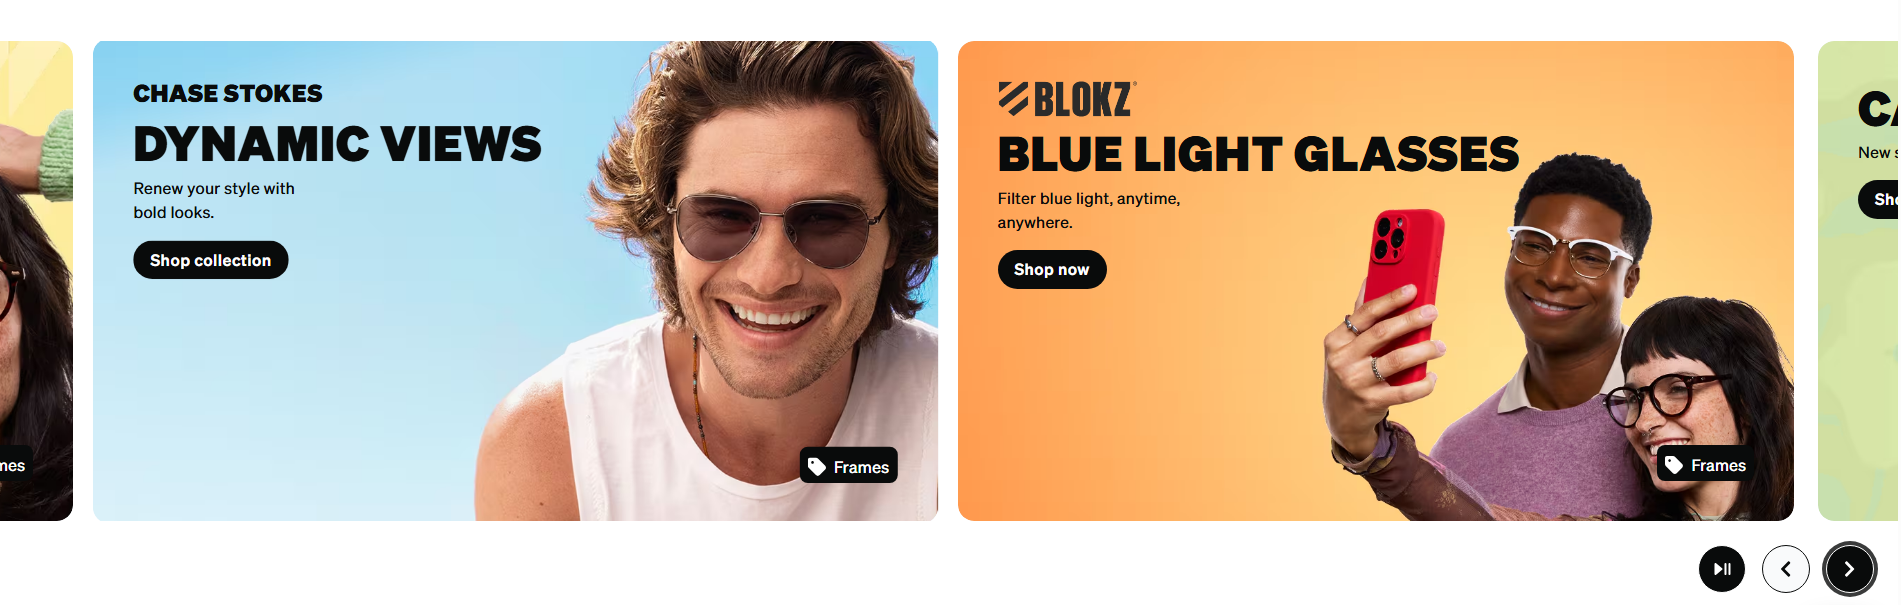 CHASE STOKES
DYNAMIC VIEWS
Renew your style with
bold looks.
Shop collection
Frames
BLOKZ®
BLUE LIGHT GLASSES
Filter blue light, anytime,
anywhere.
Shop now
Frames
New